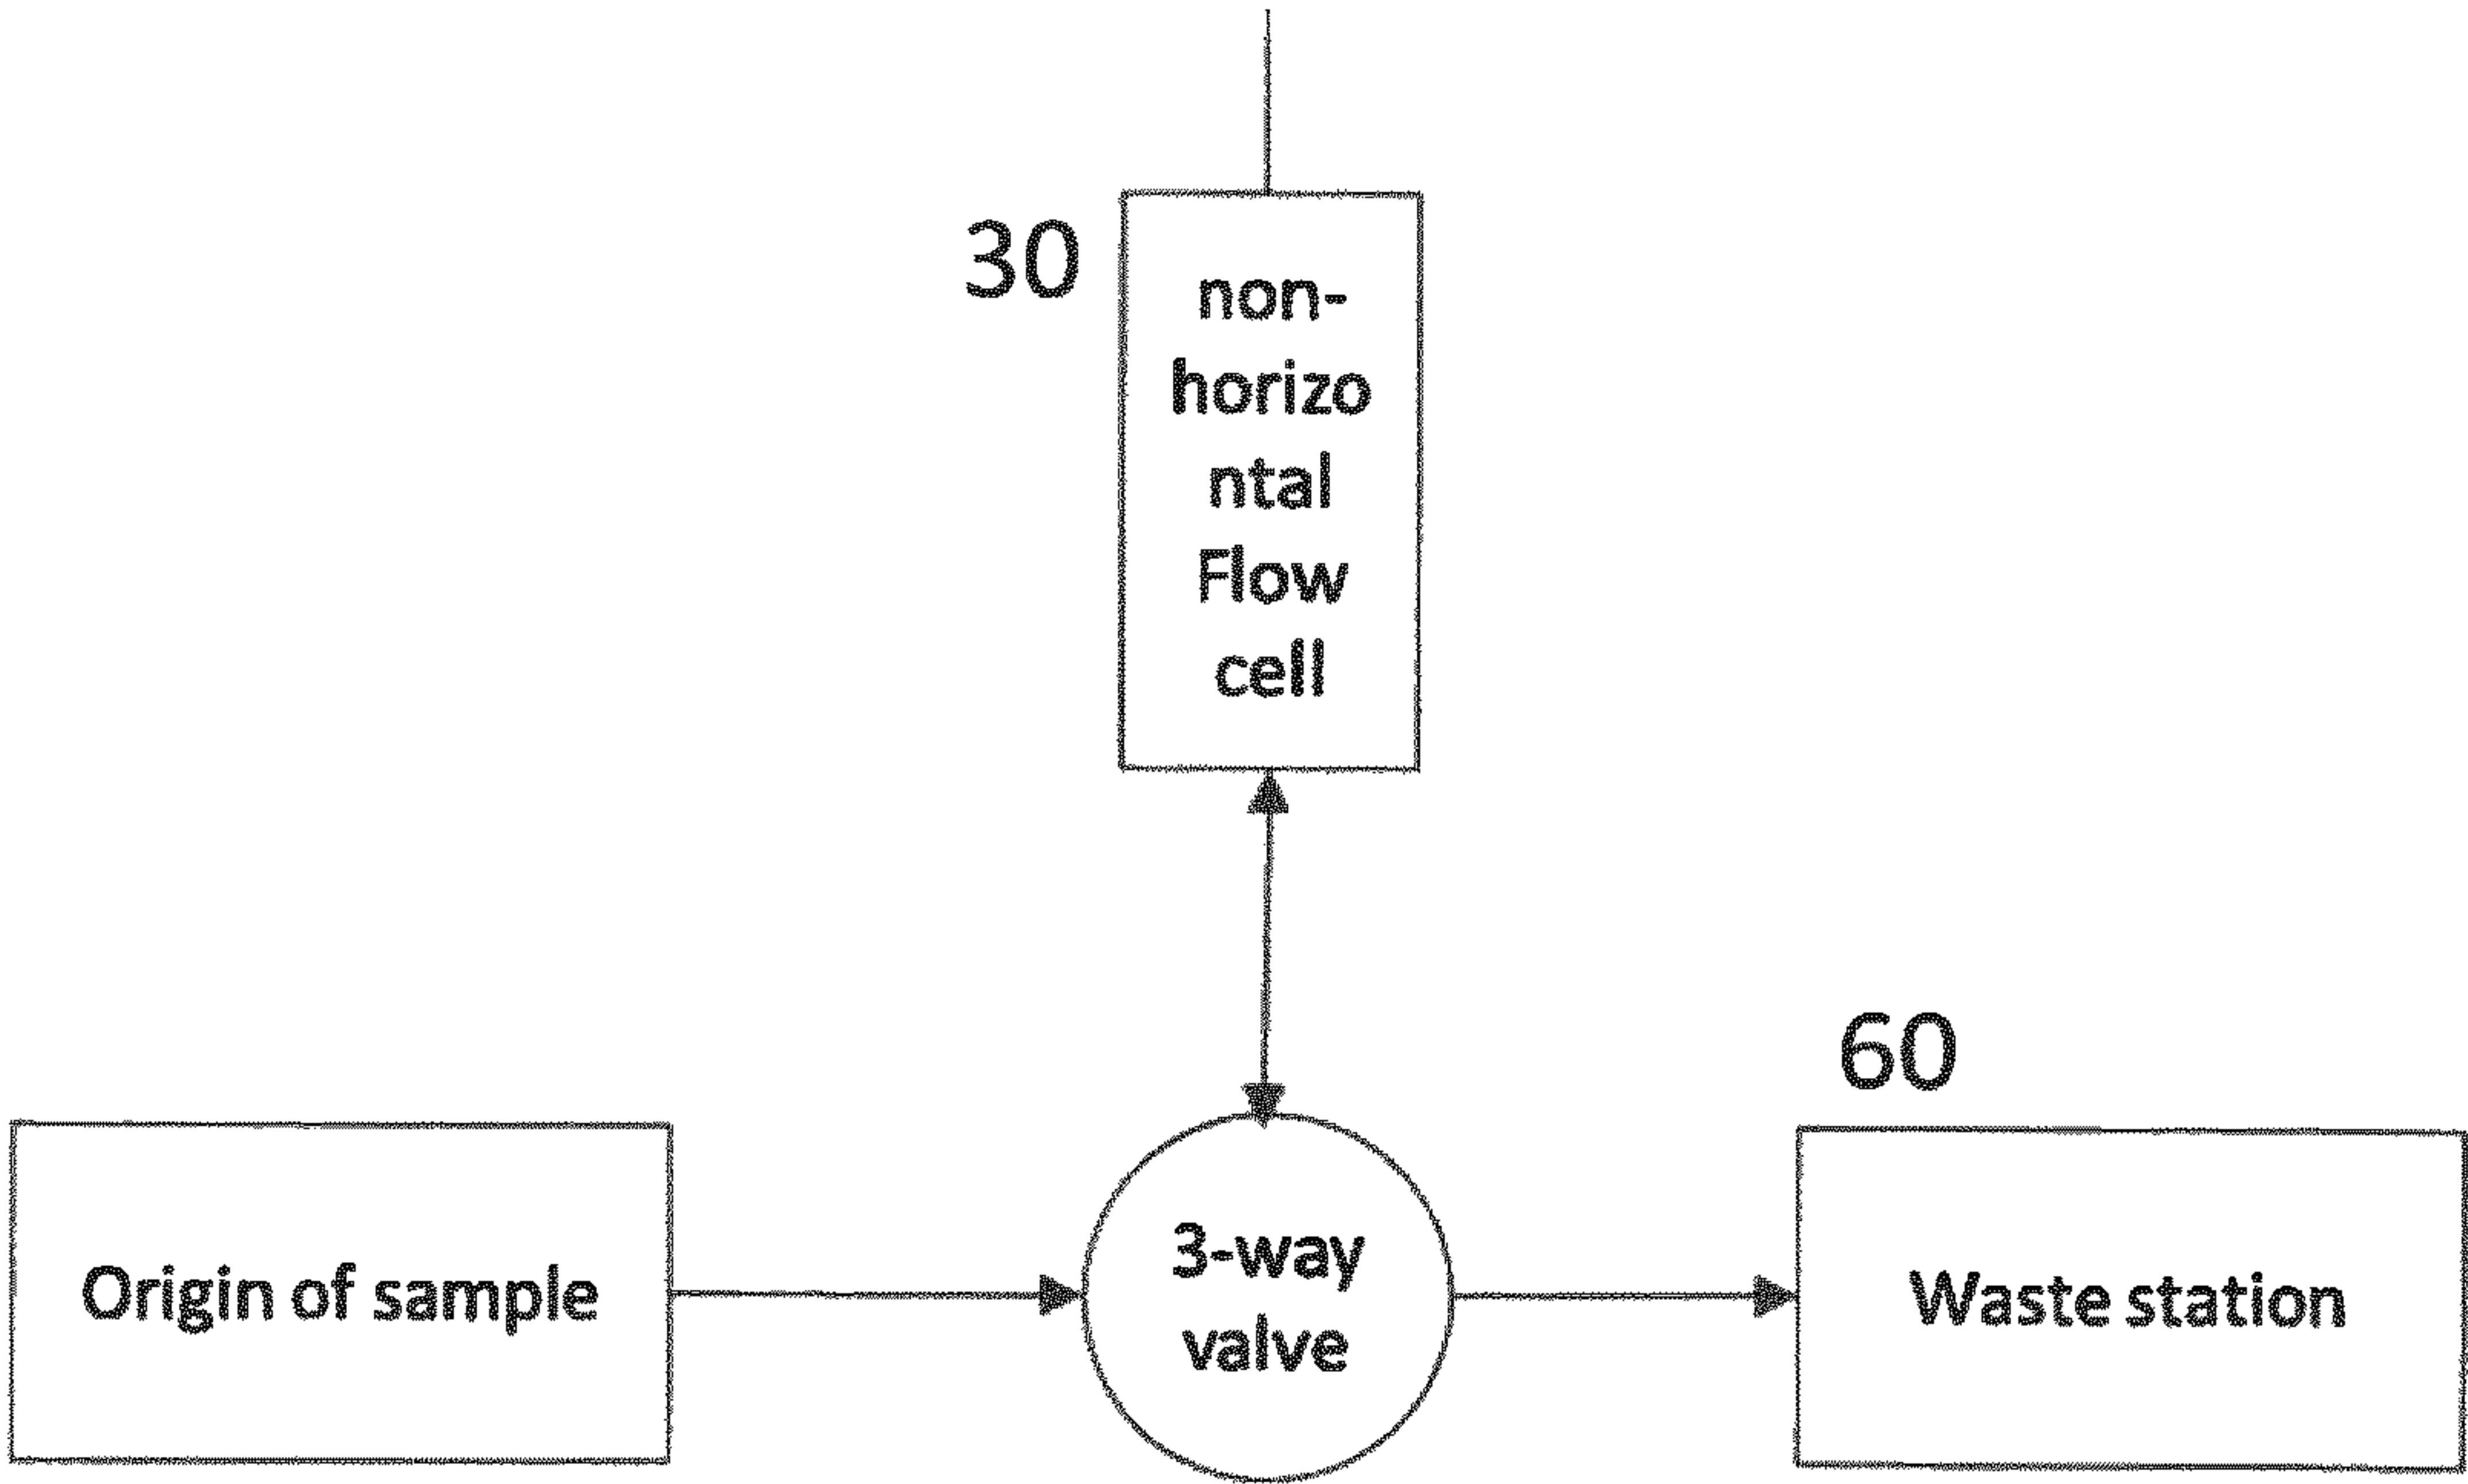 30
non-
horizo
ntal
Flow
cell
60
Origin of sample
3-way
valve
Waste station